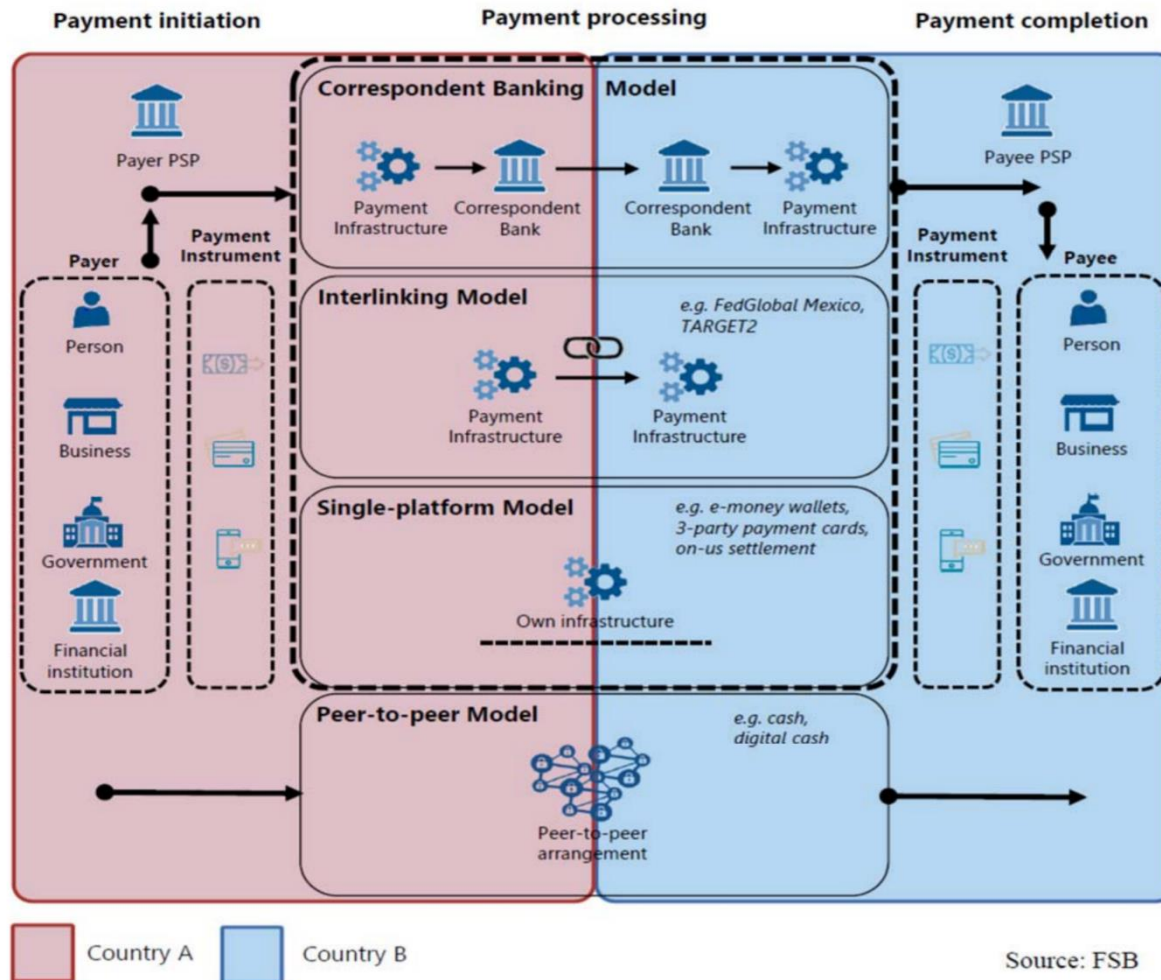 Payment initiation
Payment processing
Payment completion
Payer PSP
Payment
Instrument
Payer
Person
Business
Government
Financial
institution
Correspondent Banking Model
Payment
Infrastructure
Correspondent
Bank
Correspondent
Bank
Payment
Infrastructure
Interlinking Model
e.g. FedGlobal Mexico,
TARGET2
Payment
Infrastructure
Payment
Infrastructure
Single-platform Model
e.g. e-money wallets,
3-party payment cards,
on-us settlement
Own infrastructure
Peer-to-peer Model
e.g. cash,
digital cash
Peer-to-peer
arrangement
Payee PSP
Payment
Instrument
Payee
Person
Business
Government
Financial
institution
Country A
Country B
Source: FSB